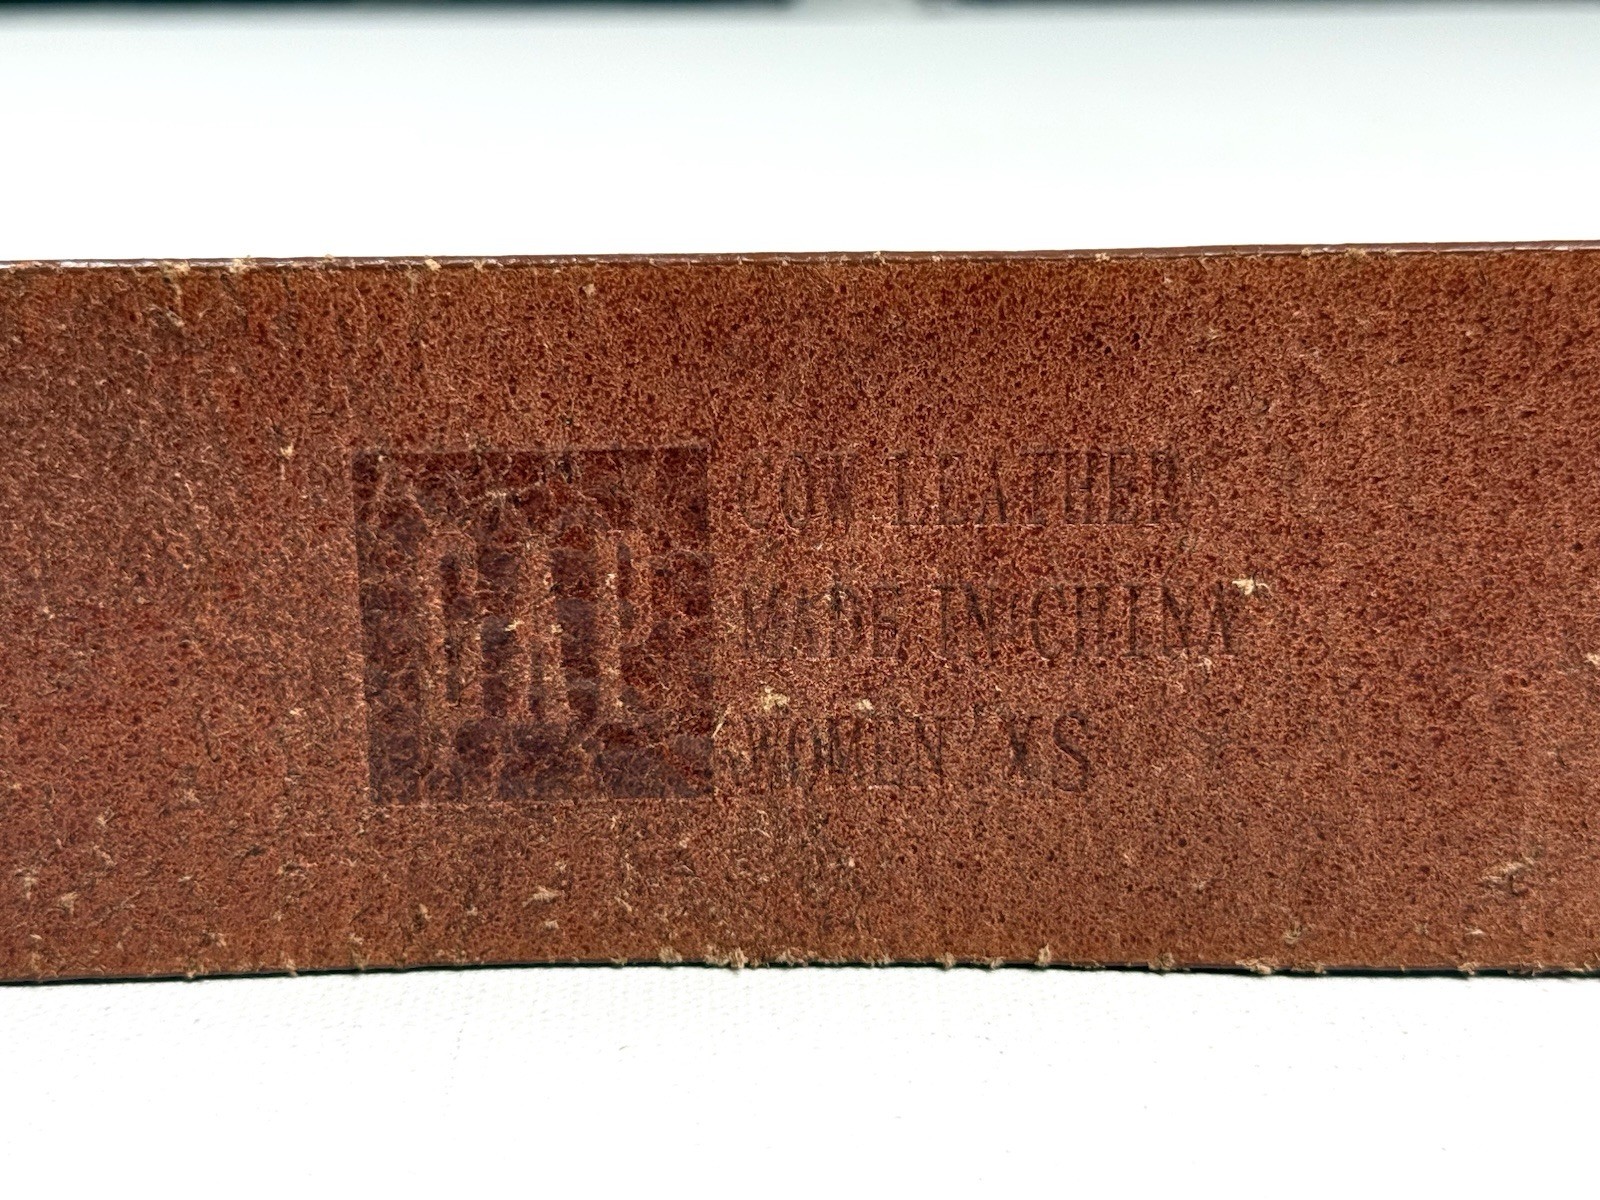 COW LEATHER
MADE IN CHINA
WOMEN' XS